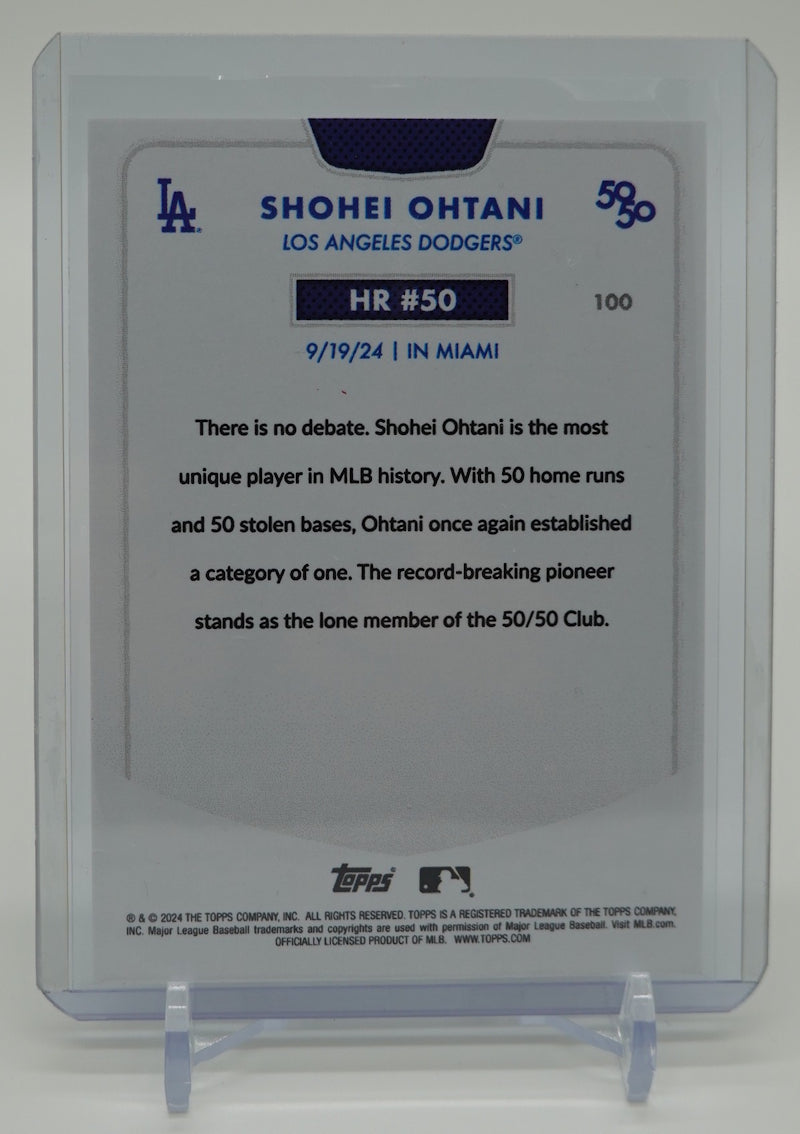 LA
SHOHEI OHTANI
50
50
LOS ANGELES DODGERS®
HR #50
100
9/19/24 | IN MIAMI
There is no debate. Shohei Ohtani is the most
unique player in MLB history. With 50 home runs
and 50 stolen bases, Ohtani once again established
a category of one. The record-breaking pioneer
stands as the lone member of the 50/50 Club.
topps
® & © 2024 THE TOPPS COMPANY, INC. ALL RIGHTS RESERVED. TOPPS IS A REGISTERED TRADEMARK OF THE TOPPS COMPANY,
INC. Major League Baseball trademarks and copyrights are used with permission of Major League Baseball. Visit MLB.com.
OFFICIALLY LICENSED PRODUCT OF MLB. WWW.TOPPS.COM